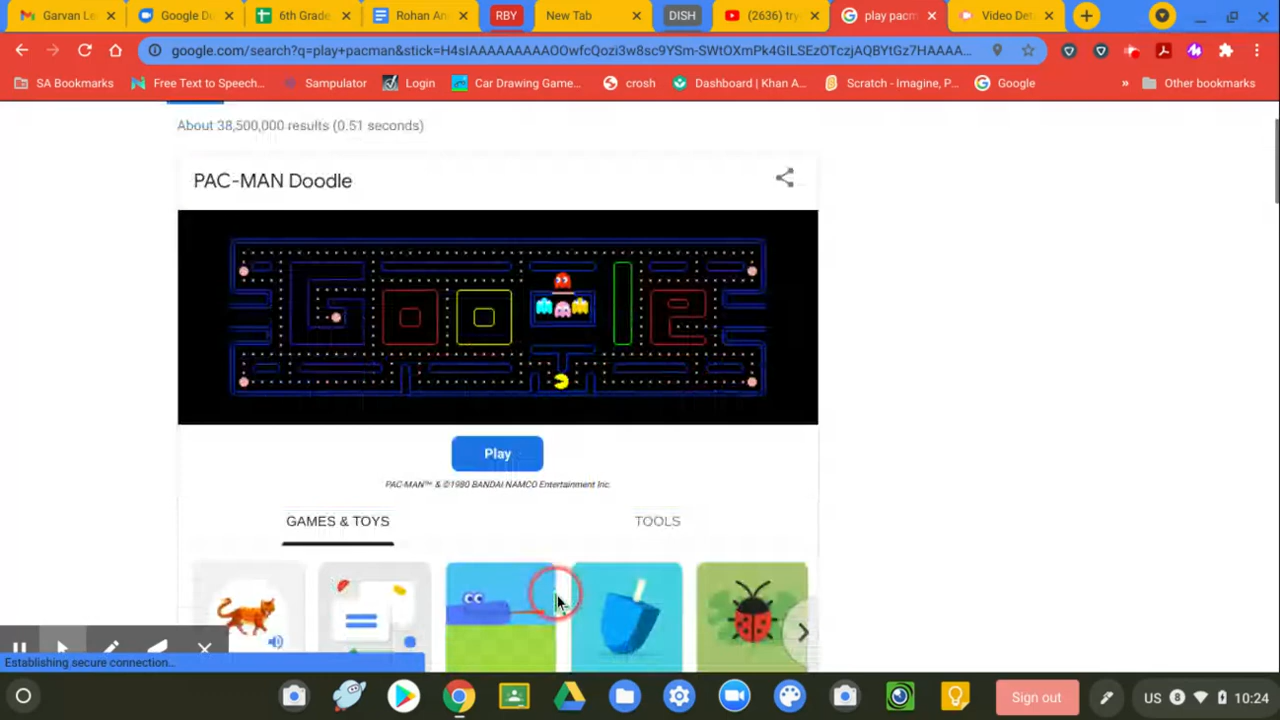 Garvan Le
Google Du
6th Grade
Rohan An
RBY
New Tab
DISH
(2636) try
play pacm
Video Det
google.com/search?q=play+pacman&stick=H4sIAAAAAAAAAOOwfcQozi3w8sc9YSm-SWtOXmPk4GILSEzOTczjAQBYtGz7HAAAA...
SA Bookmarks
Free Text to Speech...
Sampulator
Login
Car Drawing Game...
crosh
Dashboard | Khan A...
Scratch - Imagine, P...
Google
» Other bookmarks
About 38,500,000 results (0.51 seconds)
PAC-MAN Doodle
Play
PAC-MAN™ & ©1980 BANDAI NAMCO Entertainment Inc.
GAMES & TOYS
TOOLS
Establishing secure connection...
Sign out
US 8 10:24